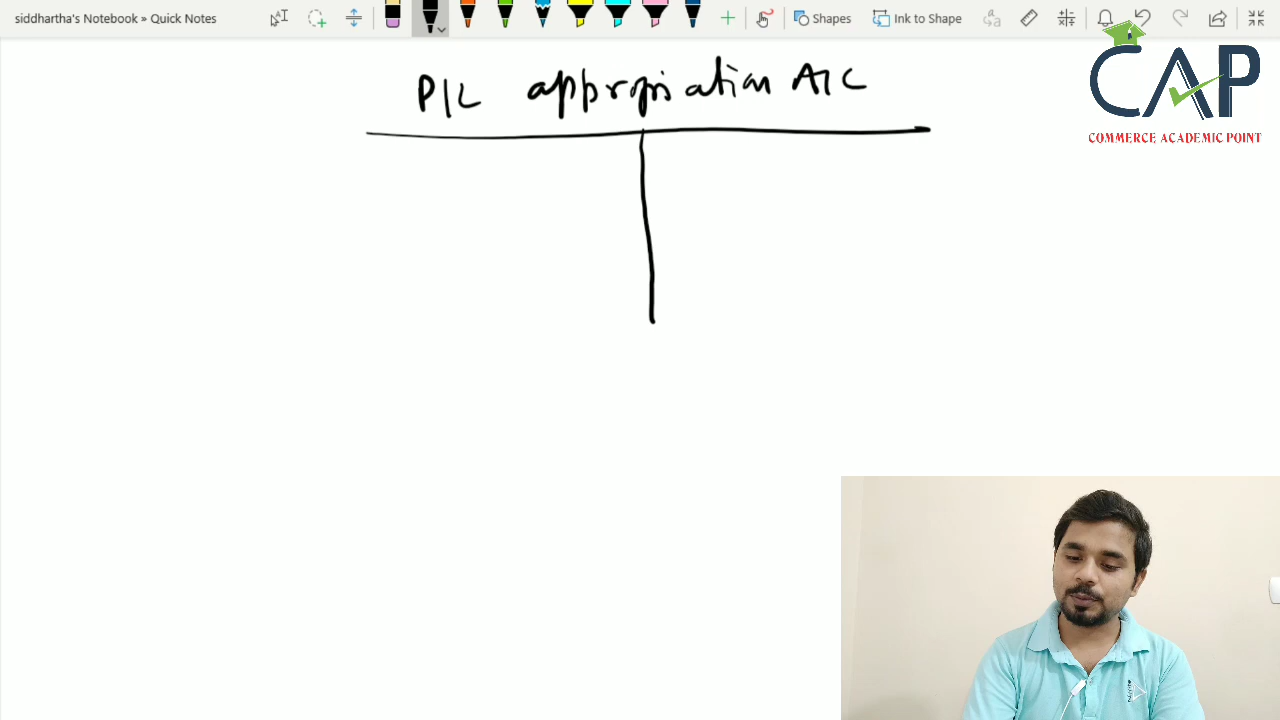 siddhartha's Notebook » Quick Notes
Shapes
Ink to Shape
CAP
COMMERCE ACADEMIC POINT
P/L appropriation A/C